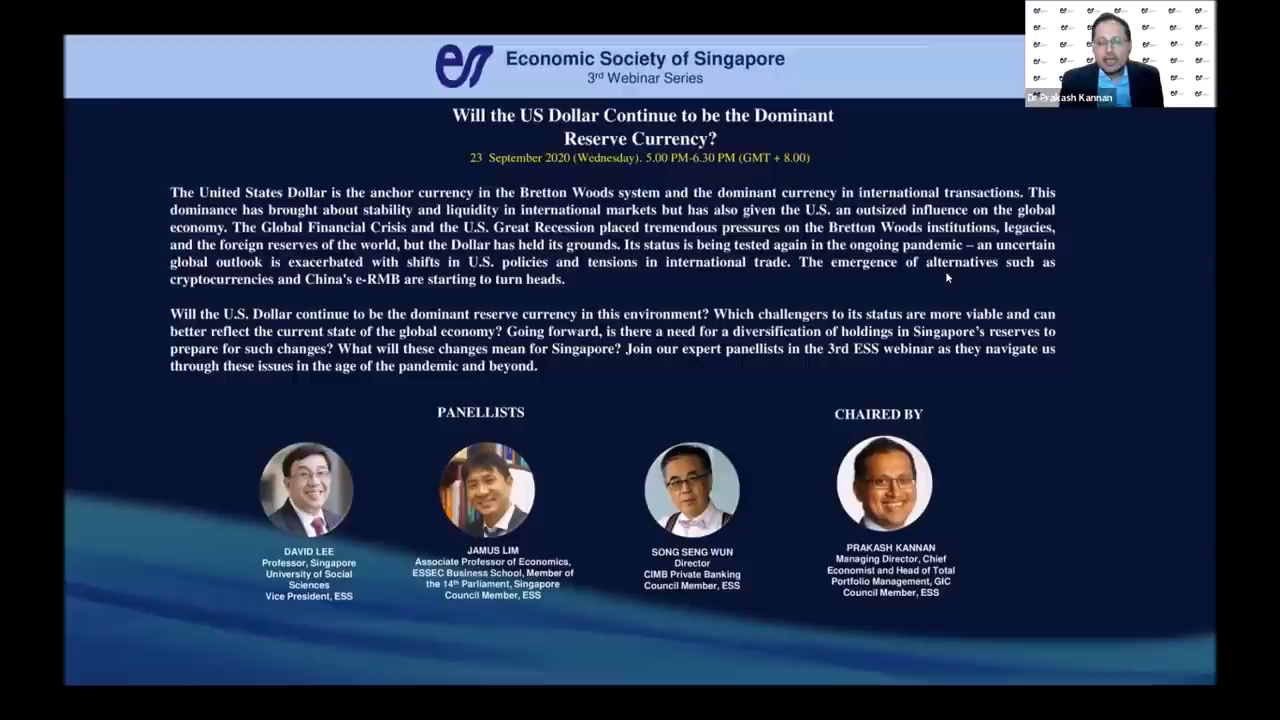 ess
Economic Society of Singapore
3rd Webinar Series
Dr Prakash Kannan
Will the US Dollar Continue to be the Dominant
Reserve Currency?
23 September 2020 (Wednesday). 5.00 PM-6.30 PM (GMT + 8.00)
The United States Dollar is the anchor currency in the Bretton Woods system and the dominant currency in international transactions. This
dominance has brought about stability and liquidity in international markets but has also given the U.S. an outsized influence on the global
economy. The Global Financial Crisis and the U.S. Great Recession placed tremendous pressures on the Bretton Woods institutions, legacies,
and the foreign reserves of the world, but the Dollar has held its grounds. Its status is being tested again in the ongoing pandemic – an uncertain
global outlook is exacerbated with shifts in U.S. policies and tensions in international trade. The emergence of alternatives such as
cryptocurrencies and China's e-RMB are starting to turn heads.
Will the U.S. Dollar continue to be the dominant reserve currency in this environment? Which challengers to its status are more viable and can
better reflect the current state of the global economy? Going forward, is there a need for a diversification of holdings in Singapore's reserves to
prepare for such changes? What will these changes mean for Singapore? Join our expert panellists in the 3rd ESS webinar as they navigate us
through these issues in the age of the pandemic and beyond.
PANELLISTS
CHAIRED BY
DAVID LEE
Professor, Singapore
University of Social
Sciences
Vice President, ESS
JAMUS LIM
Associate Professor of Economics,
ESSEC Business School, Member of
the 14th Parliament, Singapore
Council Member, ESS
SONG SENG WUN
Director
CIMB Private Banking
Council Member, ESS
PRAKASH KANNAN
Managing Director, Chief
Economist and Head of Total
Portfolio Management, GIC
Council Member, ESS